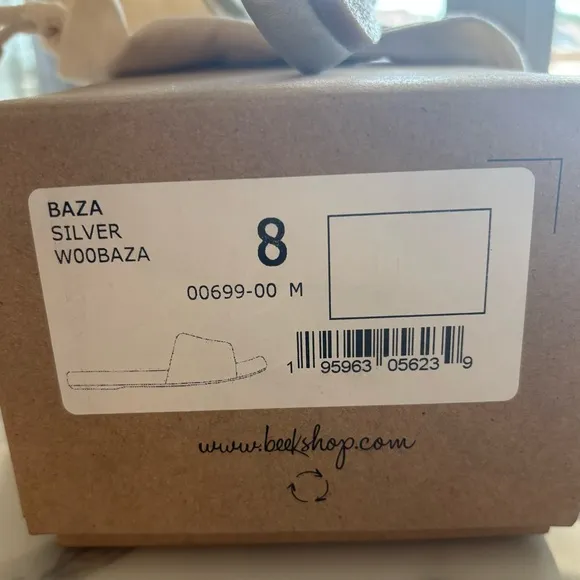 BAZA
SILVER
W00BAZA
8
00699-00 M
1 95963 05623 9
www.beekshop.com